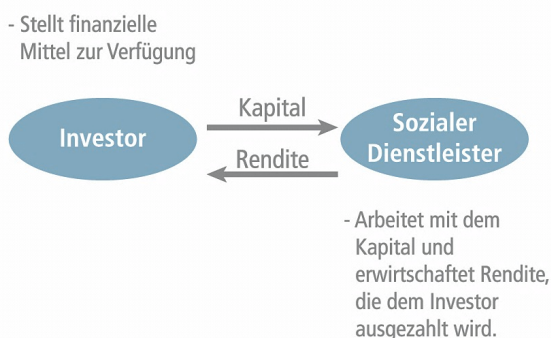 - Stellt finanzielle
Mittel zur Verfügung
Investor
Kapital
Rendite
Sozialer
Dienstleister
- Arbeitet mit dem
Kapital und
erwirtschaftet Rendite,
die dem Investor
ausgezahlt wird.